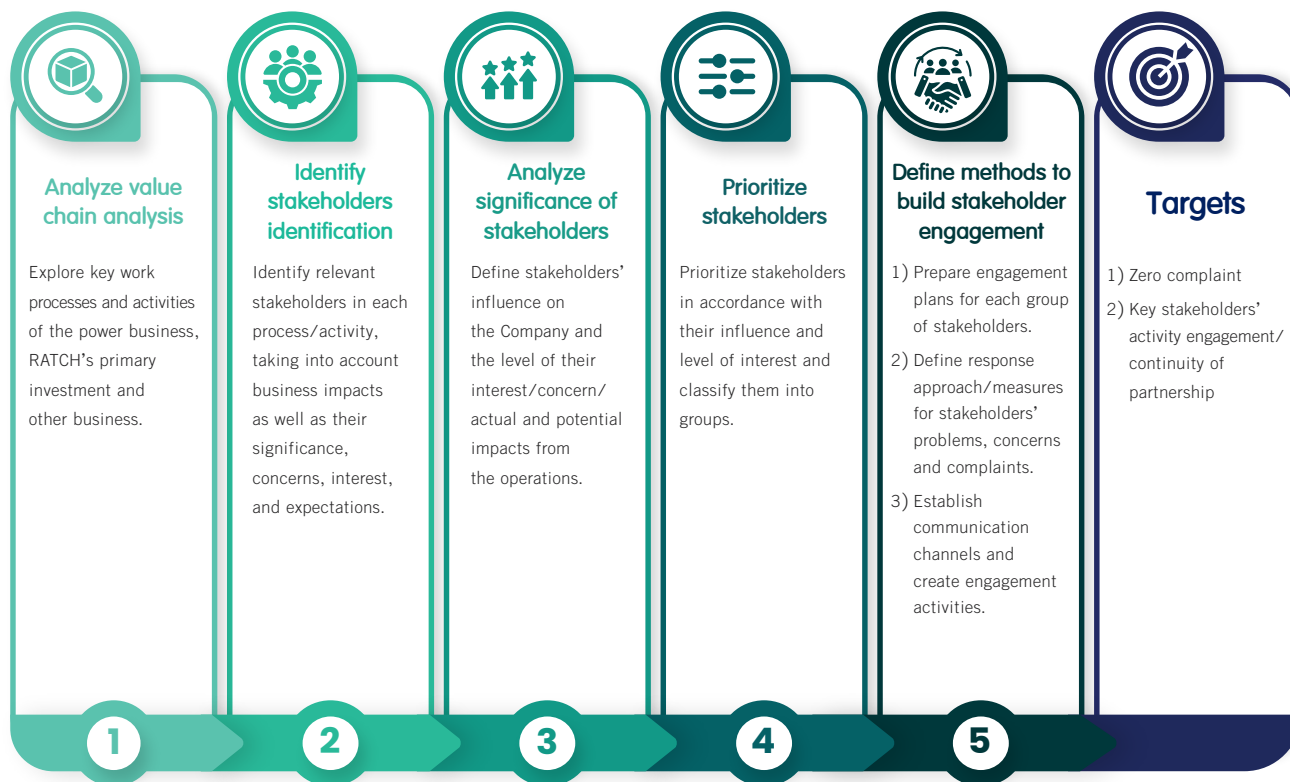 Analyze value
chain analysis
Explore key work
processes and activities
of the power business,
RATCH’s primary
investment and
other business.
1
Identify
stakeholders
identification
Identify relevant
stakeholders in each
process/activity,
taking into account
business impacts
as well as their
significance,
concerns, interest,
and expectations.
2
Analyze
significance of
stakeholders
Define stakeholders’
influence on
the Company and
the level of their
interest/concern/
actual and potential
impacts from
the operations.
3
Prioritize
stakeholders
Prioritize stakeholders
in accordance with
their influence and
level of interest and
classify them into
groups.
4
Define methods to
build stakeholder
engagement
1) Prepare engagement
plans for each group
of stakeholders.
2) Define response
approach/measures
for stakeholders’
problems, concerns
and complaints.
3) Establish
communication
channels and
create engagement
activities.
5
Targets
1) Zero complaint
2) Key stakeholders’
activity engagement/
continuity of
partnership